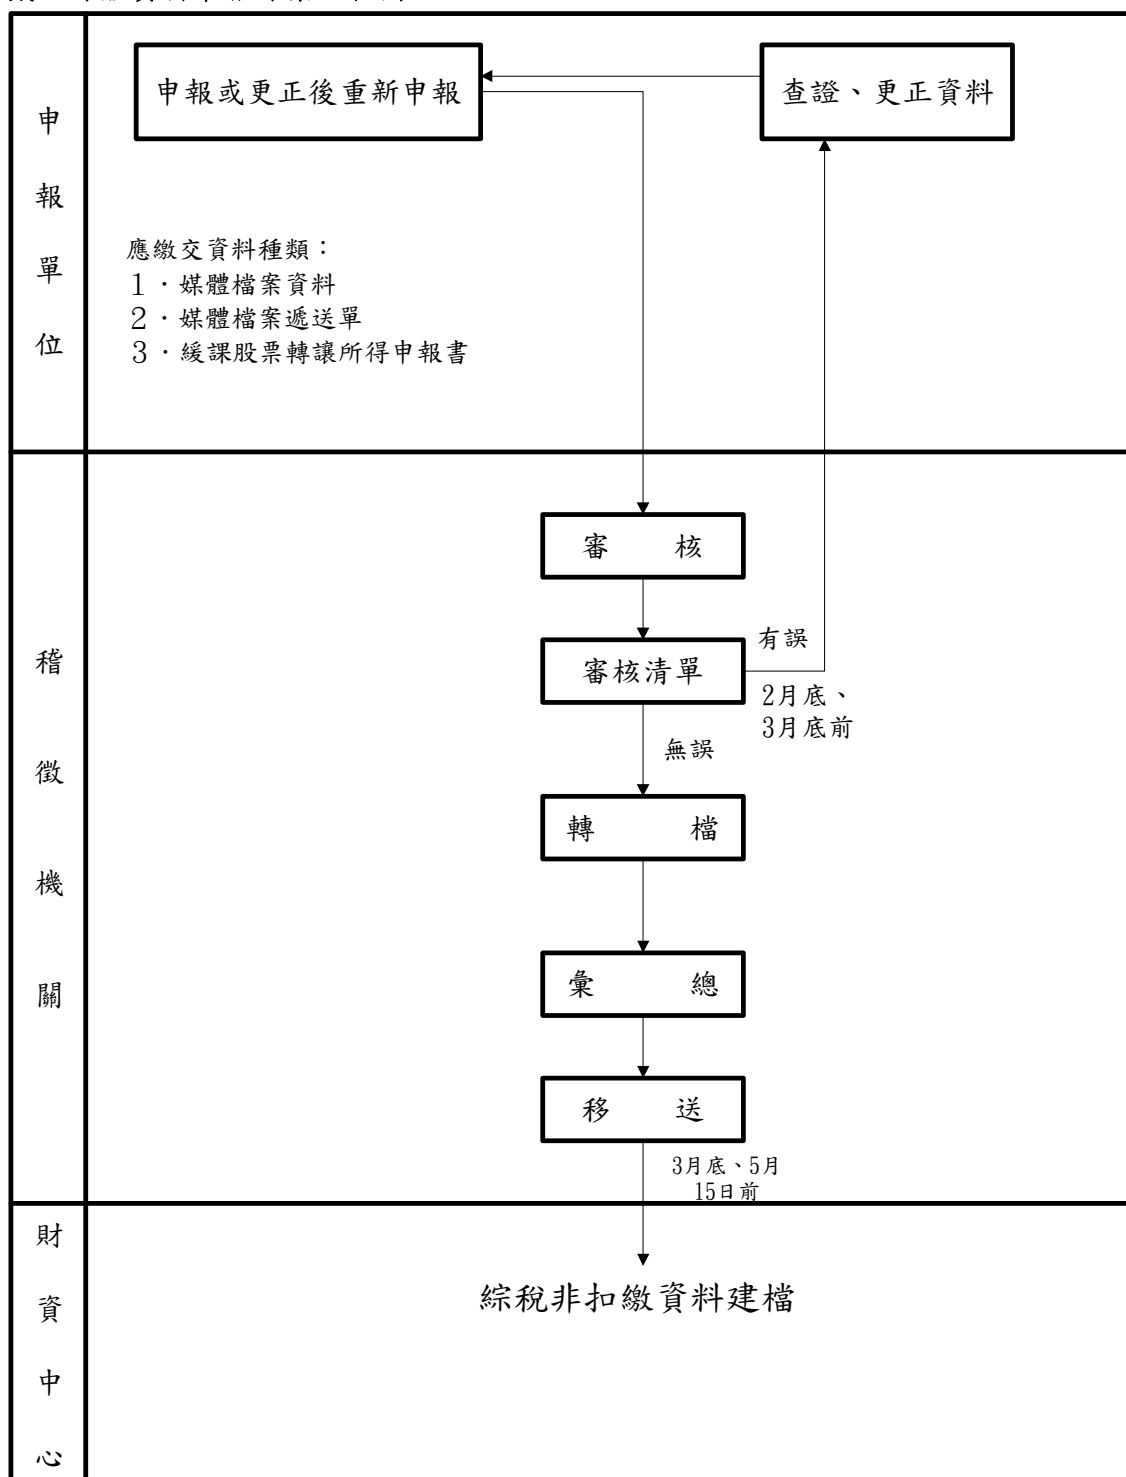 申報單位
申報或更正後重新申報
查證、更正資料
應繳交資料種類：
１．媒體檔案資料
２．媒體檔案遞送單
３．緩課股票轉讓所得申報書
稽徵機關
審　核
審核清單
有誤
2月底、
3月底前
無誤
轉　檔
彙　總
移　送
3月底、5月
15日前
財資中心
綜稅非扣繳資料建檔